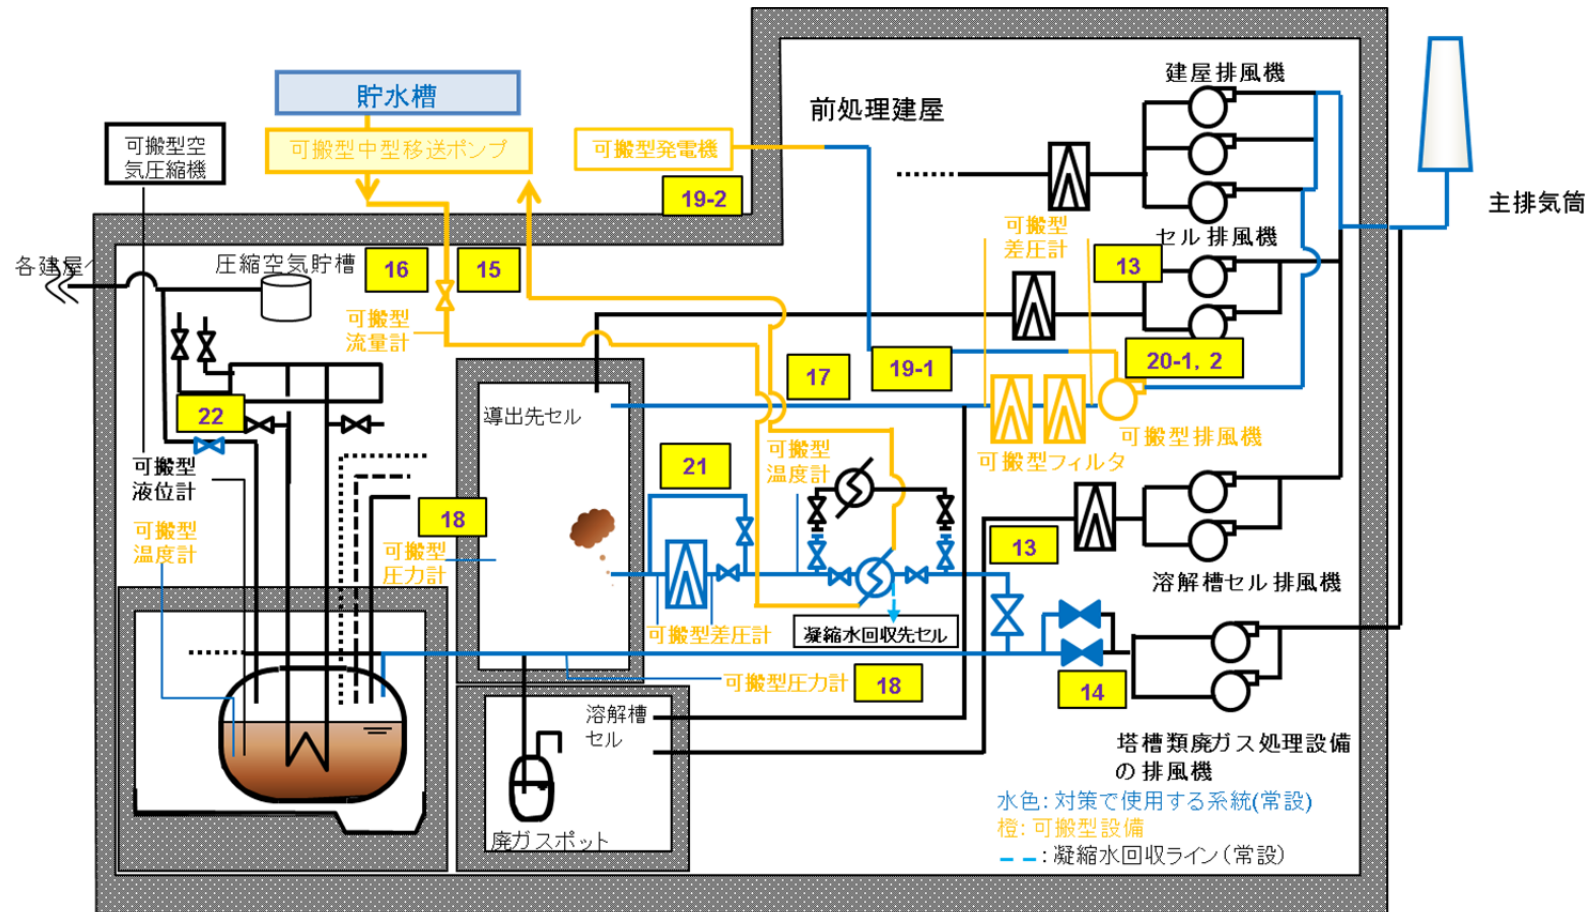 建屋排風機
貯水槽
前処理建屋
可搬型空
気圧縮機
可搬型中型移送ポンプ
可搬型発電機
19-2
主排気筒
可搬型
差圧計
セル排風機
13
各建屋へ
圧縮空気貯槽
16
15
可搬型
流量計
17
19-1
20-1, 2
22
導出先セル
可搬型排風機
可搬型フィルタ
可搬型
液位計
21
可搬型
温度計
18
可搬型
温度計
可搬型
圧力計
13
溶解槽セル排風機
可搬型差圧計
凝縮水回収先セル
可搬型圧力計
18
14
溶解槽
セル
塔槽類廃ガス処理設備
の排風機
廃ガスポット
水色：対策で使用する系統(常設)
橙：可搬型設備
：凝縮水回収ライン(常設)